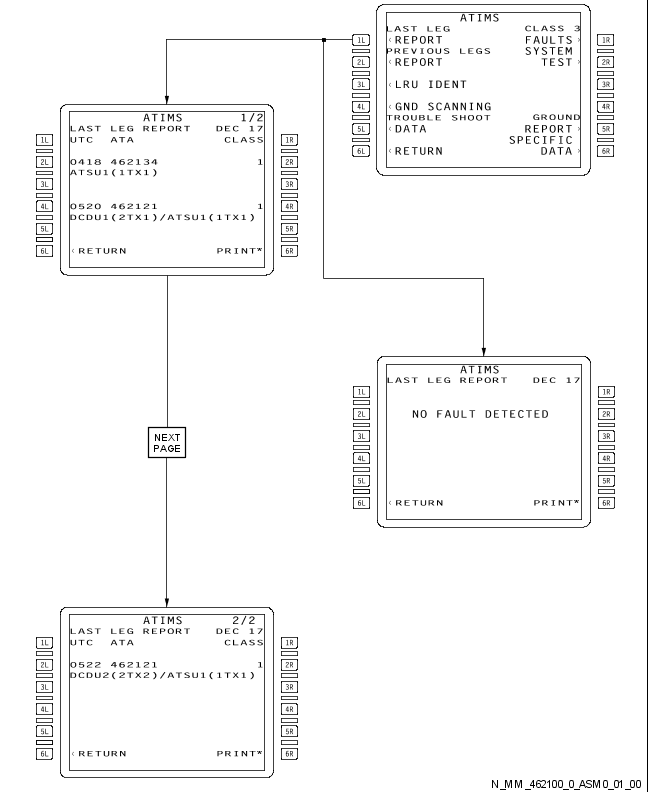 ATIMS
LAST LEG CLASS 3
1L <REPORT FAULTS> 1R
PREVIOUS LEGS SYSTEM
2L <REPORT TEST> 2R
3L <LRU IDENT 3R
4L <GND SCANNING 4R
TROUBLE SHOOT GROUND
5L <DATA REPORT> 5R
SPECIFIC
6L <RETURN DATA> 6R
ATIMS 1/2
LAST LEG REPORT DEC 17
1L UTC ATA CLASS 1R
2L 0418 462134 1 2R
ATSU1(1TX1)
3L 3R
4L 0520 462121 1 4R
DCDU1(2TX1)/ATSU1(1TX1)
5L 5R
6L <RETURN PRINT* 6R
ATIMS
LAST LEG REPORT DEC 17
1L 1R
2L NO FAULT DETECTED 2R
3L 3R
4L 4R
5L 5R
6L <RETURN PRINT* 6R
NEXT
PAGE
ATIMS 2/2
LAST LEG REPORT DEC 17
1L UTC ATA CLASS 1R
2L 0522 462121 1 2R
DCDU2(2TX2)/ATSU1(1TX1)
3L 3R
4L 4R
5L 5R
6L <RETURN PRINT* 6R
N_MM_462100_0_ASM0_01_00